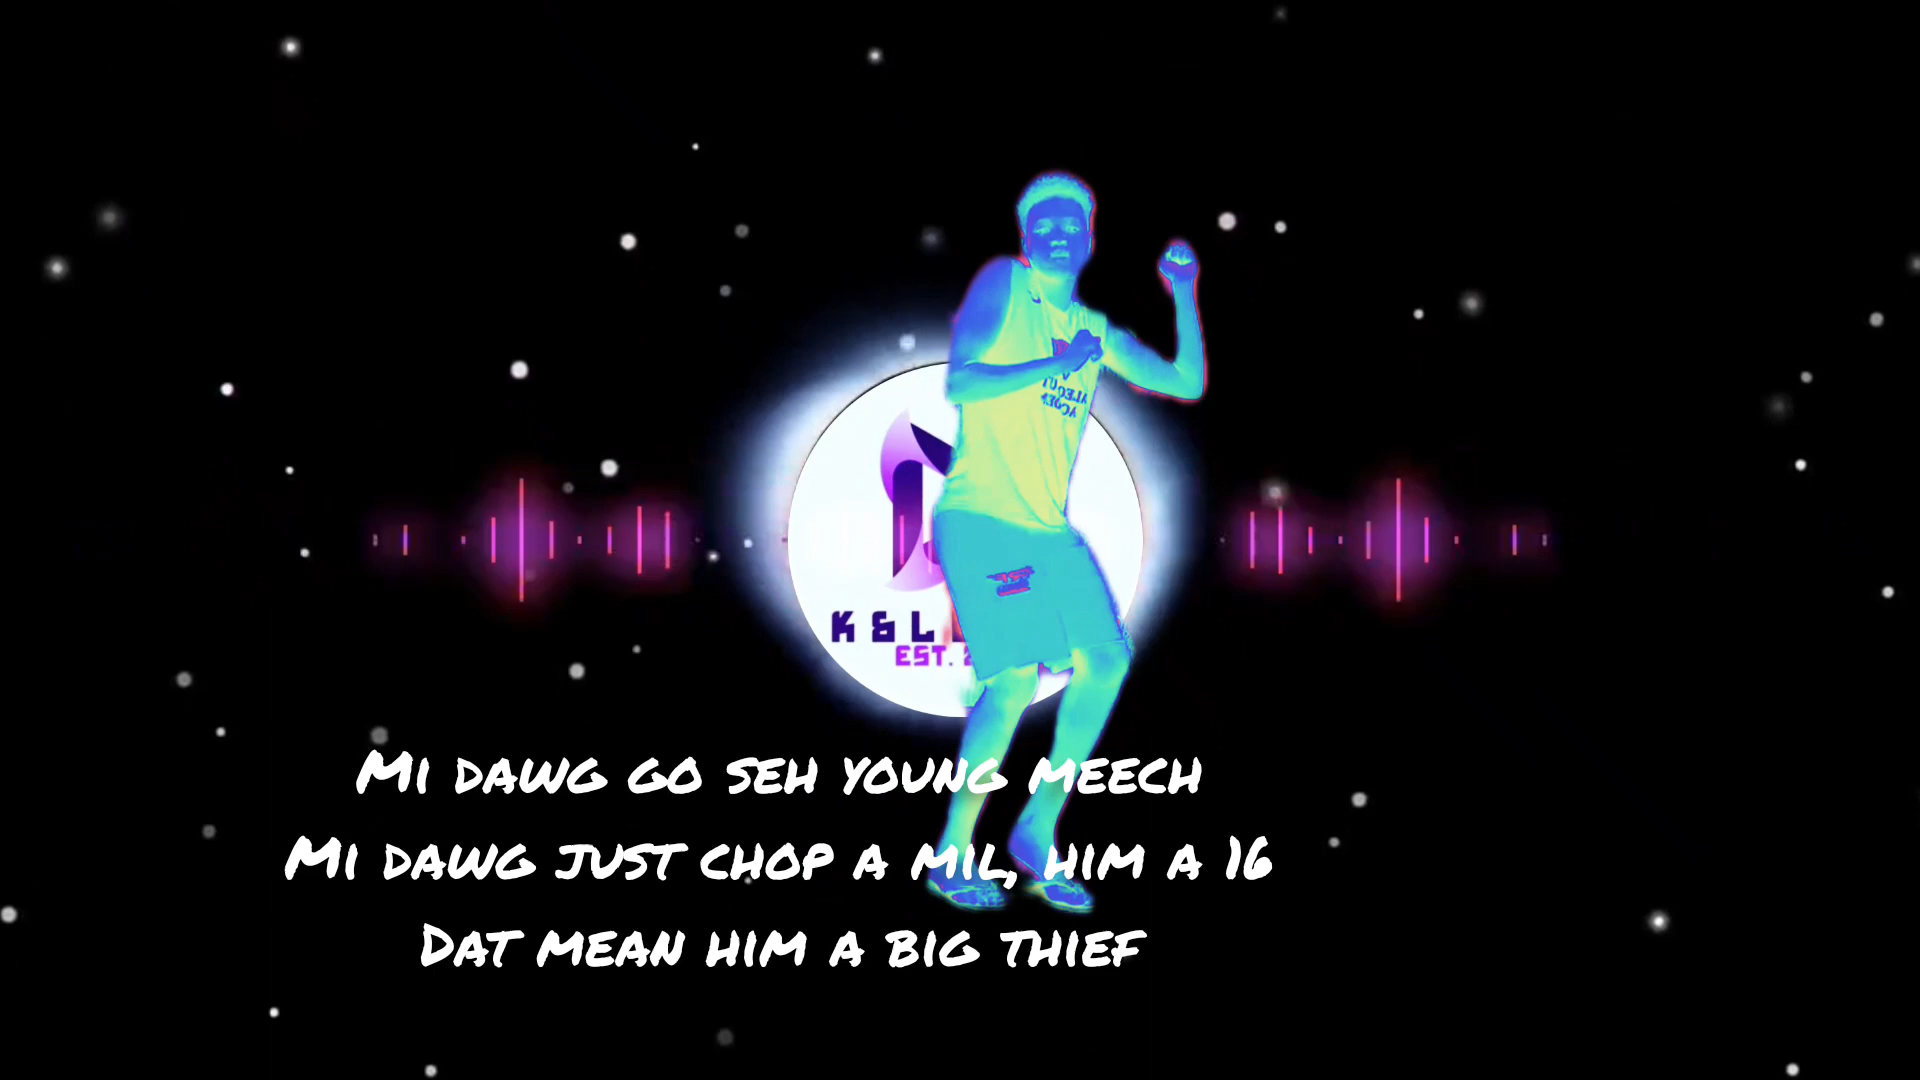 K & L
EST.
Mi dawg go seh young meech
Mi dawg just chop a mil, him a 16
Dat mean him a big thief